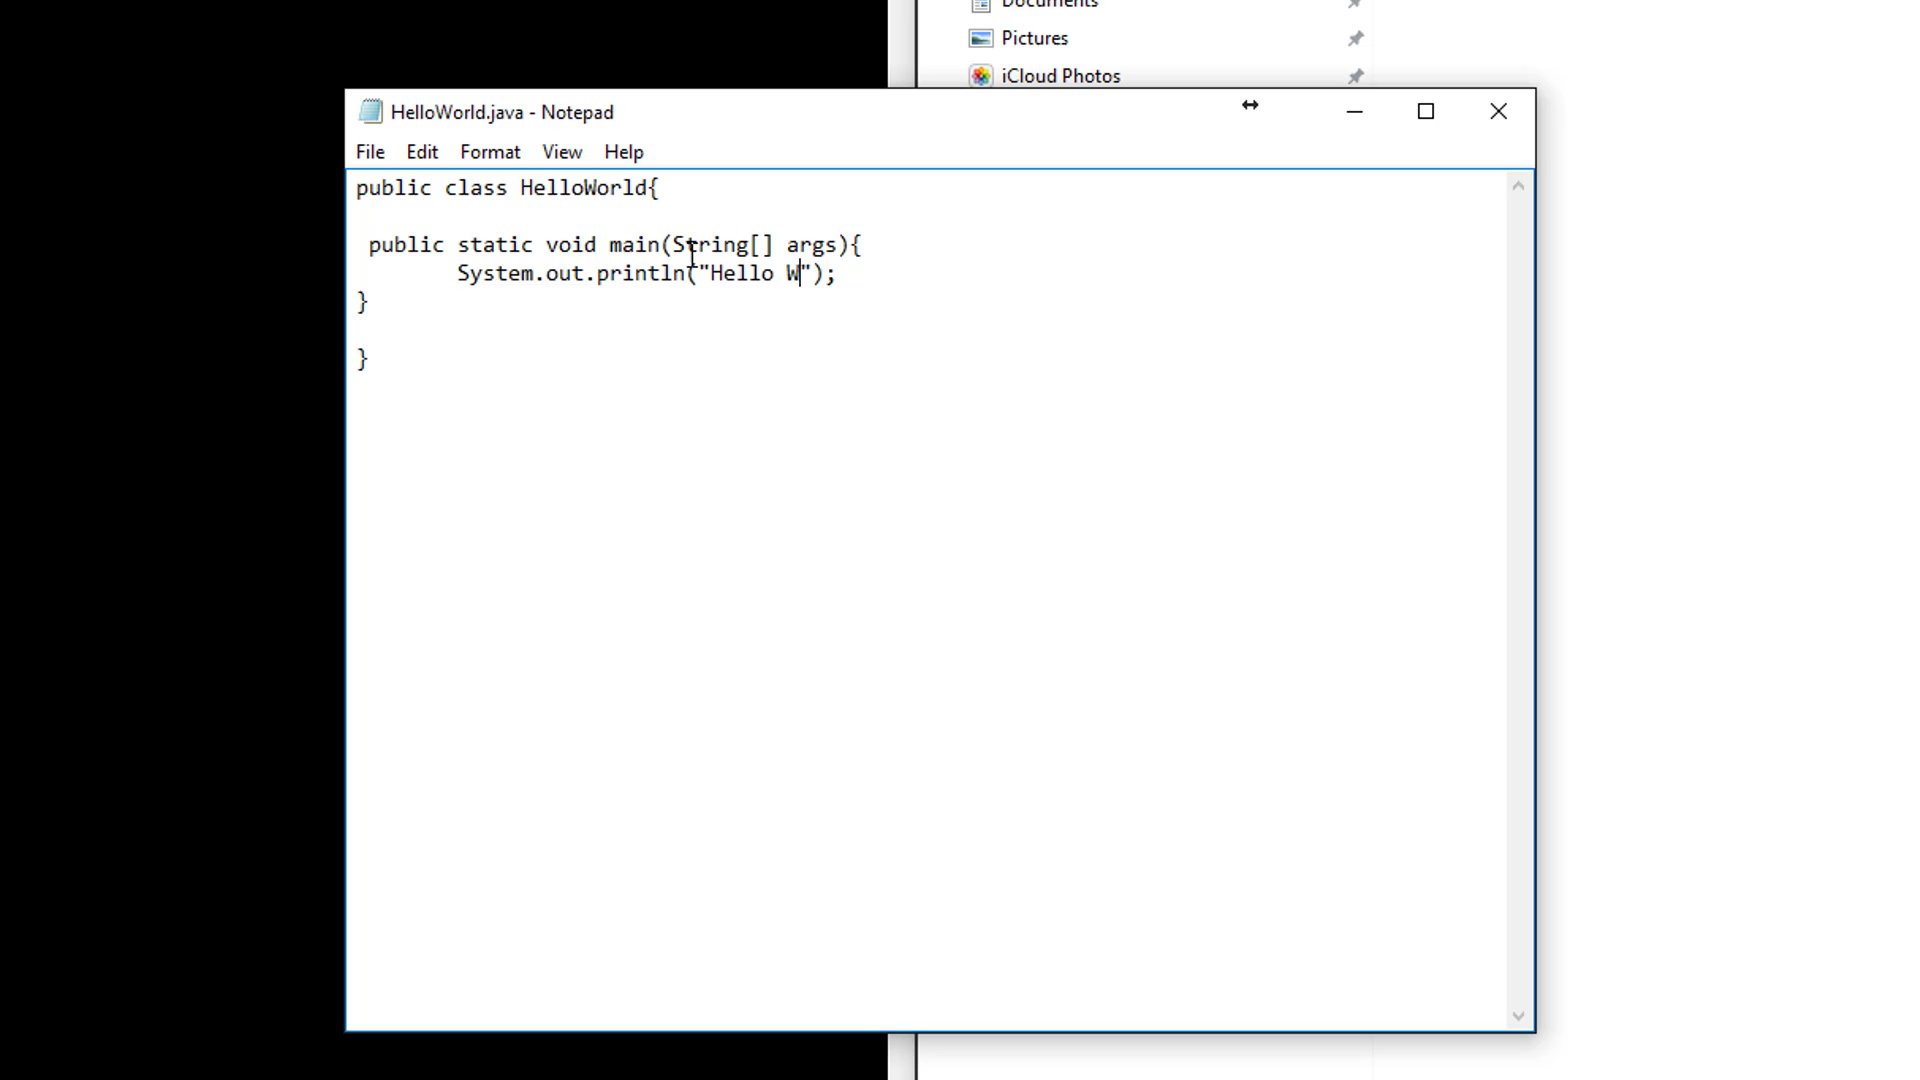 Documents
Pictures
iCloud Photos
HelloWorld.java - Notepad
File Edit Format View Help
public class HelloWorld{
public static void main(String[] args){
System.out.println("Hello W");
}
}